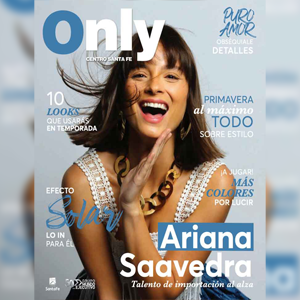 Only
CENTRO SANTA FE
PURO
AMOR
OBSEQUIABLE
DETALLES
10
LOOKS
QUE USARÁS
EN TEMPORADA
PRIMAVERA
al máximo
TODO
SOBRE ESTILO
¡A JUGAR!
MÁS
COLORES
POR LUCIR
EFECTO
Solar
LO IN
PARA ÉL
Ariana
Saavedra
Talento de importación al alza